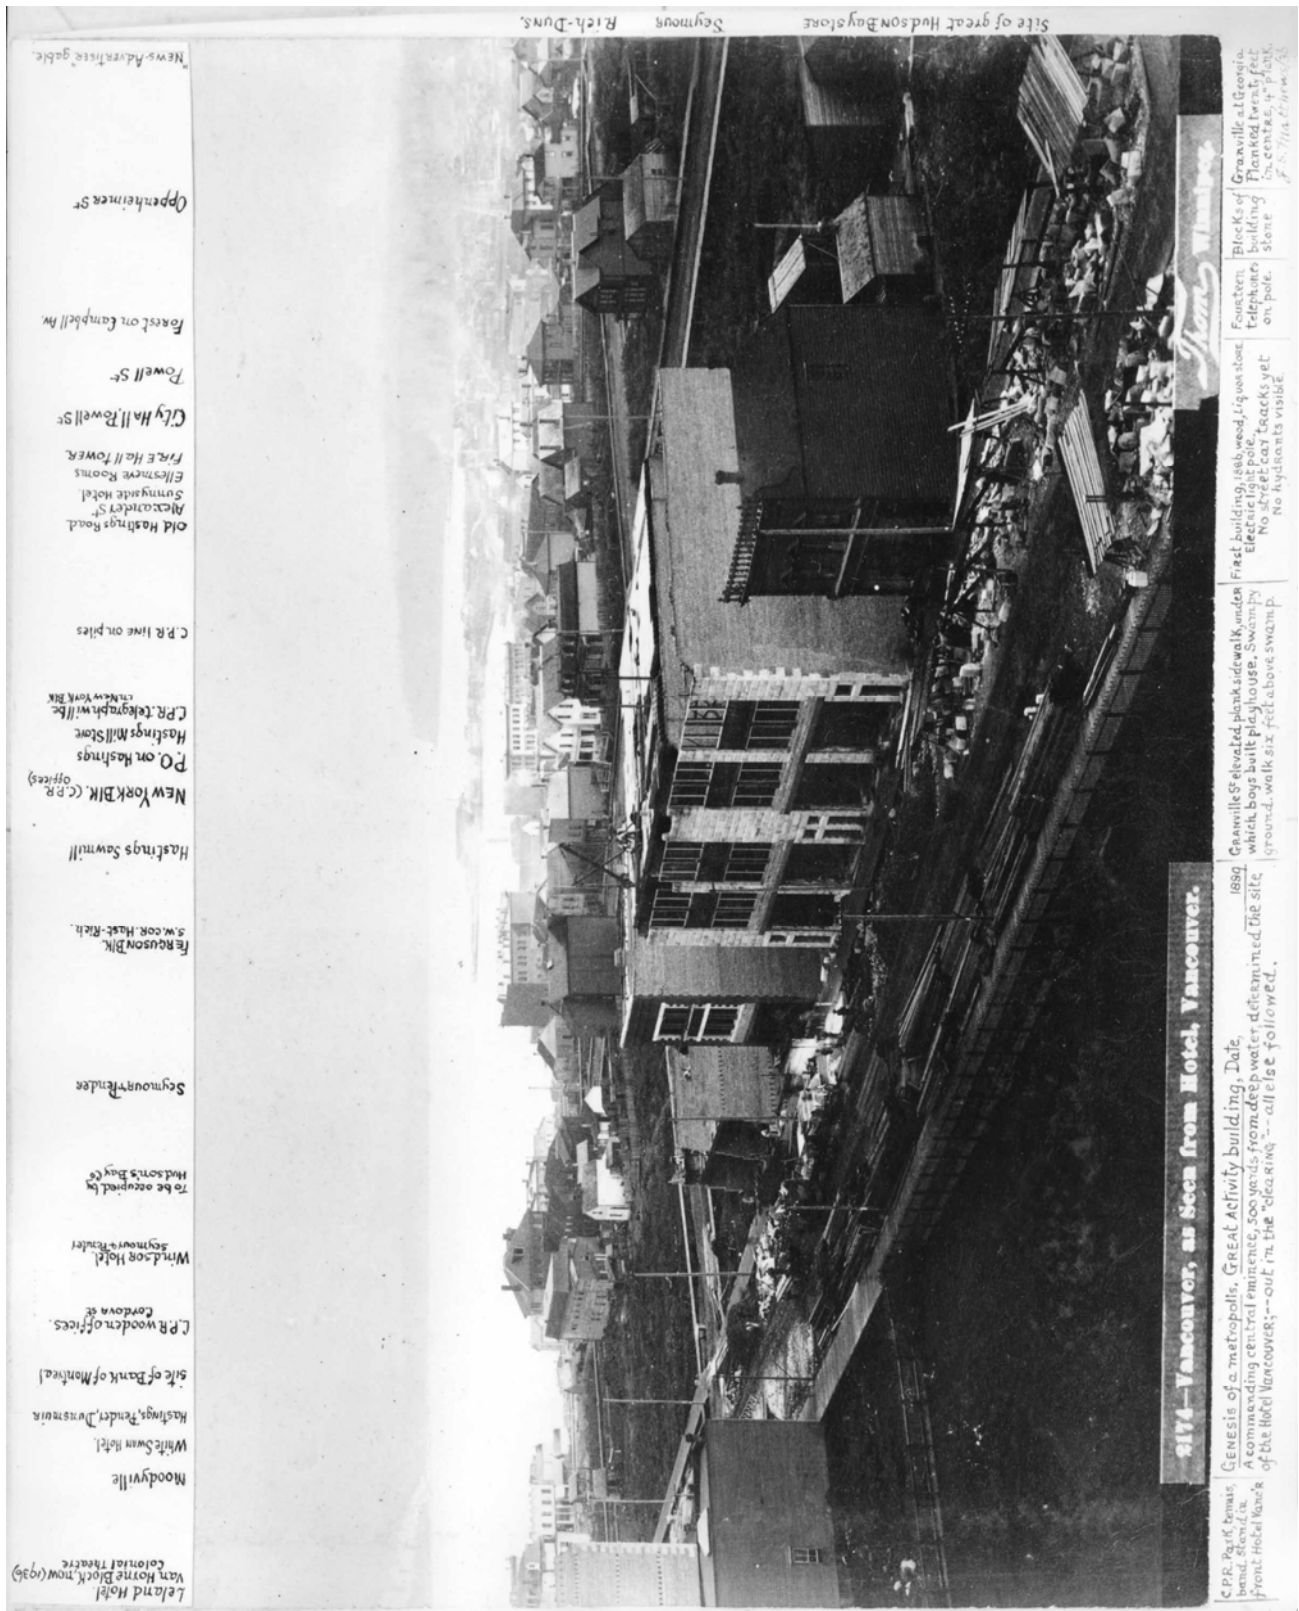 Leland Hotel.
Van Horne Block, now (1936)
Colonial Theatre
Moodyville
White Swan Hotel.
Hastings, Pender, Dunsmuir
site of Bank of Montreal
C.P.R wooden offices.
Cordova St
Windsor Hotel.
Seymour & Pender
To be occupied by
Hudson's Bay Co
Seymour & Pender
Ferguson Blk.
S.W. cor. Hast-Rich.
Hastings Sawmill
New York Blk. (C.P.R.
offices)
P.O. on Hastings
Hastings Mill Store
C.P.R. telegraph will be
in New York Blk
C.P.R line on piles
Old Hastings Road.
Alexander St
Sunnyside Hotel.
Ellesmere Rooms
Fire Hall Tower.
City Hall, Powell St
Powell St
Forest on Campbell Av.
Oppenheimer St
"News-Advertiser" gable.
Rich-Duns.
Seymour
Site of great Hudson Bay store
2174—Vancouver, as Seen from Hotel, Vancouver.
C.P.R. Park, tennis,
band stand in
front Hotel Vanc'r
Genesis of a metropolis. Great Activity building, Date, 1889
A commanding central eminence, 500 yards from deep water, determined the site
of the Hotel Vancouver;--out in the "clearing"--all else followed.
Granville St elevated plank sidewalk, under
which boys built playhouse. Swampy
ground. walk six feet above swamp.
First building, 1886, wood, Liquor store.
Electric light pole.
No street car tracks yet
No hydrants visible.
Fourteen
telephones
on pole.
Blocks of
building
stone.
Granville at Georgia
Planked twenty feet
in centre, 4" plank.